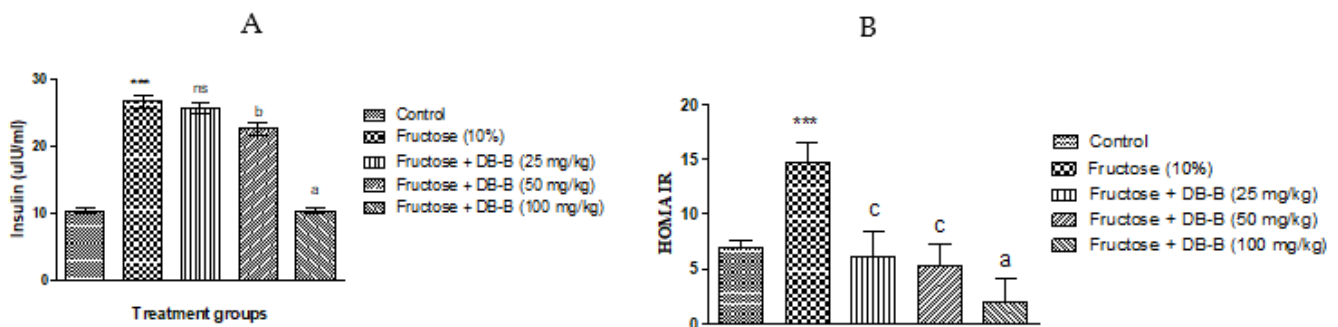 A
30
20
10
0
Insulin (uIU/ml)
***
ns
b
a
Treatment groups
Control
Fructose (10%)
Fructose + DB-B (25 mg/kg)
Fructose + DB-B (50 mg/kg)
Fructose + DB-B (100 mg/kg)
B
20
15
10
5
0
HOMA IR
***
c
c
a
Control
Fructose (10%)
Fructose + DB-B (25 mg/kg)
Fructose + DB-B (50 mg/kg)
Fructose + DB-B (100 mg/kg)